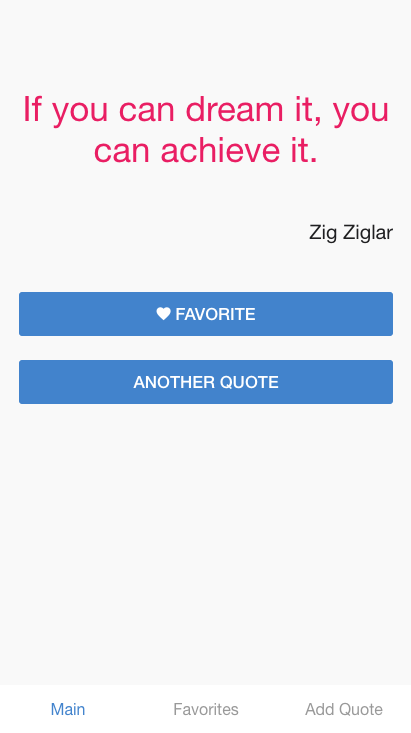 If you can dream it, you
can achieve it.
Zig Ziglar
FAVORITE
ANOTHER QUOTE
Main Favorites Add Quote